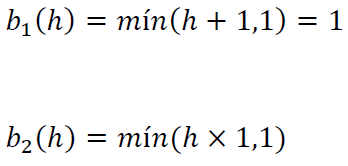 b₁(h) = mín(h + 1,1) = 1
b₂(h) = mín(h × 1,1)